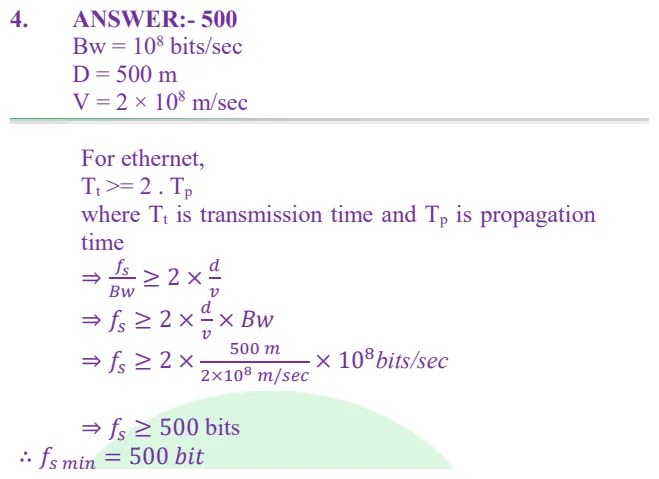 4. ANSWER:- 500
Bw = 10⁸ bits/sec
D = 500 m
V = 2 × 10⁸ m/sec
For ethernet,
Tₜ >= 2 . Tₚ
where Tₜ is transmission time and Tₚ is propagation
time
⇒ fₛ/Bw ≥ 2 × d/v
⇒ fₛ ≥ 2 × d/v × Bw
⇒ fₛ ≥ 2 × 500 m/(2×10⁸ m/sec) × 10⁸bits/sec
⇒ fₛ ≥ 500 bits
∴ fₛ ₘᵢₙ = 500 bit